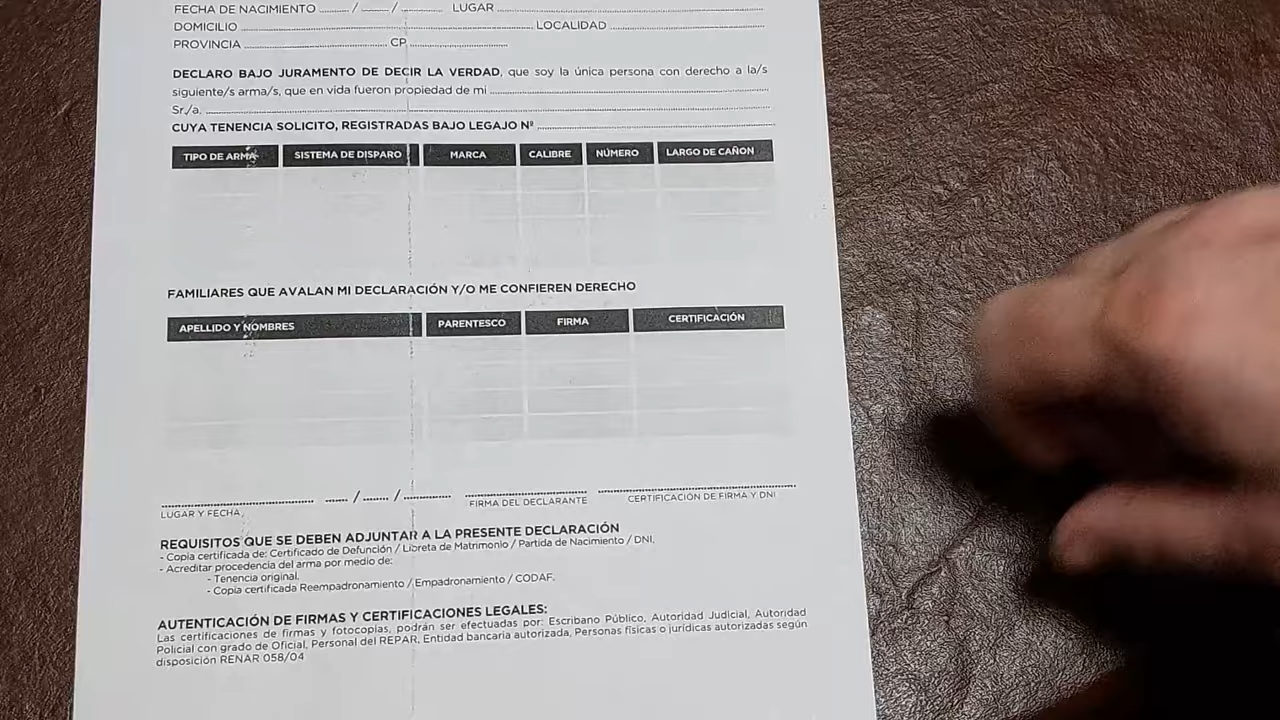 FECHA DE NACIMIENTO ......... / ........ / ............ LUGAR ..............................
DOMICILIO .............................. LOCALIDAD ..............................
PROVINCIA .............................. CP ..............................
DECLARO BAJO JURAMENTO DE DECIR LA VERDAD, que soy la única persona con derecho a la/s
siguiente/s arma/s, que en vida fueron propiedad de mi ..............................
Sr./a. ..............................
CUYA TENENCIA SOLICITO, REGISTRADAS BAJO LEGAJO Nº ..............................
TIPO DE ARMA SISTEMA DE DISPARO MARCA CALIBRE NÚMERO LARGO DE CAÑON
FAMILIARES QUE AVALAN MI DECLARACIÓN Y/O ME CONFIEREN DERECHO
APELLIDO Y NOMBRES PARENTESCO FIRMA CERTIFICACIÓN
.............................. ...... / ........ / ............ .............................. ..............................
LUGAR Y FECHA FIRMA DEL DECLARANTE CERTIFICACIÓN DE FIRMA Y DNI
REQUISITOS QUE SE DEBEN ADJUNTAR A LA PRESENTE DECLARACIÓN
- Copia certificada de: Certificado de Defunción / Libreta de Matrimonio / Partida de Nacimiento / DNI,
- Acreditar procedencia del arma por medio de:
- Tenencia original.
- Copia certificada Reempadronamiento / Empadronamiento / CODAF.
AUTENTICACIÓN DE FIRMAS Y CERTIFICACIONES LEGALES:
Las certificaciones de firmas y fotocopias, podrán ser efectuadas por: Escribano Público, Autoridad Judicial, Autoridad
Policial con grado de Oficial, Personal del REPAR, Entidad bancaria autorizada, Personas físicas o jurídicas autorizadas según
disposición RENAR 058/04